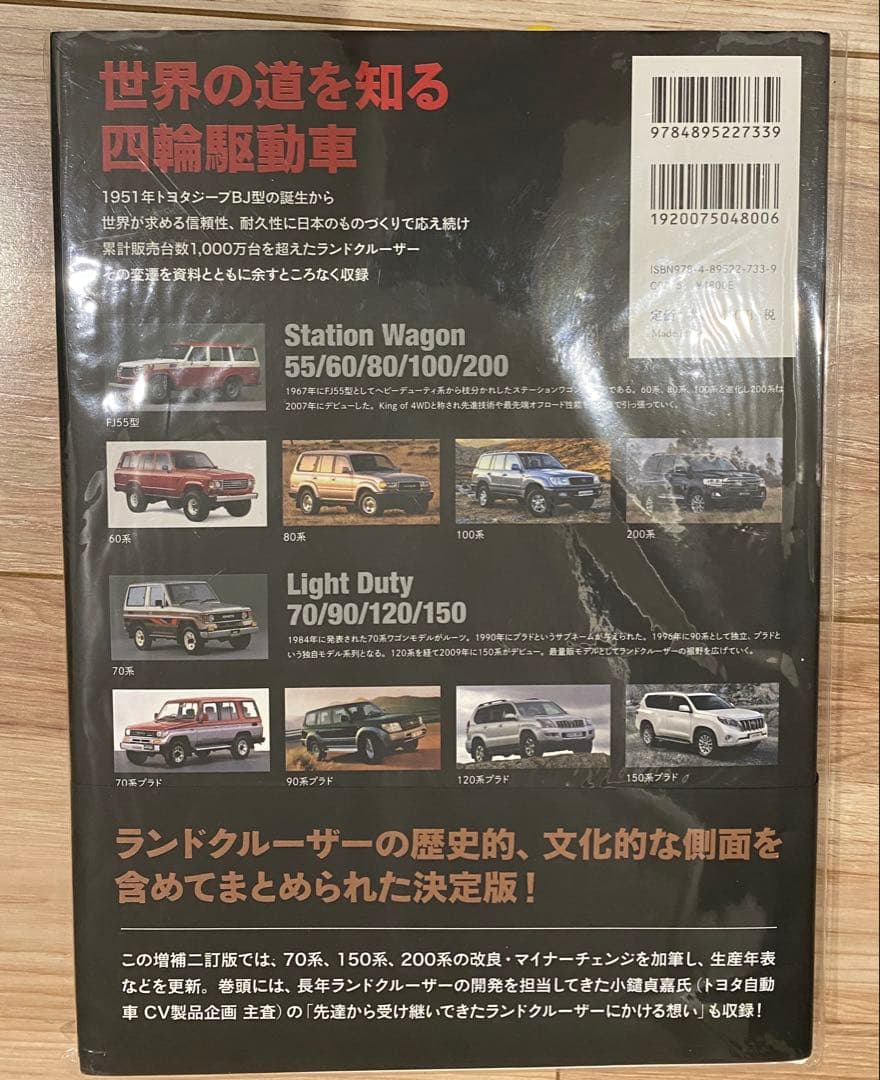 世界の道を知る
四輪駆動車
1951年トヨタジープBJ型の誕生から
世界が求める信頼性、耐久性に日本のものづくりで応え続け
累計販売台数1,000万台を超えたランドクルーザー
その変遷を資料とともに余すところなく収録
9784895227339
1920075048006
ISBN978-4-89522-733-9
¥4800E
Station Wagon
55/60/80/100/200
1967年にFJ55型としてヘビーデューティ系から枝分かれしたステーションワゴン である。60系、80系、100系と進化し200系は
2007年にデビューした。King of 4WDと称され先進技術や最先端オフロード性能 で引っ張っていく。
FJ55型
60系
80系
100系
200系
Light Duty
70/90/120/150
1984年に発表された70系ワゴンモデルがルーツ。1990年にプラドというサブネームが与えられた。1996年に90系として独立、プラドと
いう独自モデル系列となる。120系を経て2009年に150系がデビュー。最量販モデルとしてランドクルーザーの裾野を広げていく。
70系
70系プラド
90系プラド
120系プラド
150系プラド
ランドクルーザーの歴史的、文化的な側面を
含めてまとめられた決定版！
この増補二訂版では、70系、150系、200系の改良・マイナーチェンジを加筆し、生産年表
などを更新。巻頭には、長年ランドクルーザーの開発を担当してきた小鑓貞嘉氏（トヨタ自動
車 CV製品企画 主査）の「先達から受け継いできたランドクルーザーにかける想い」も収録！